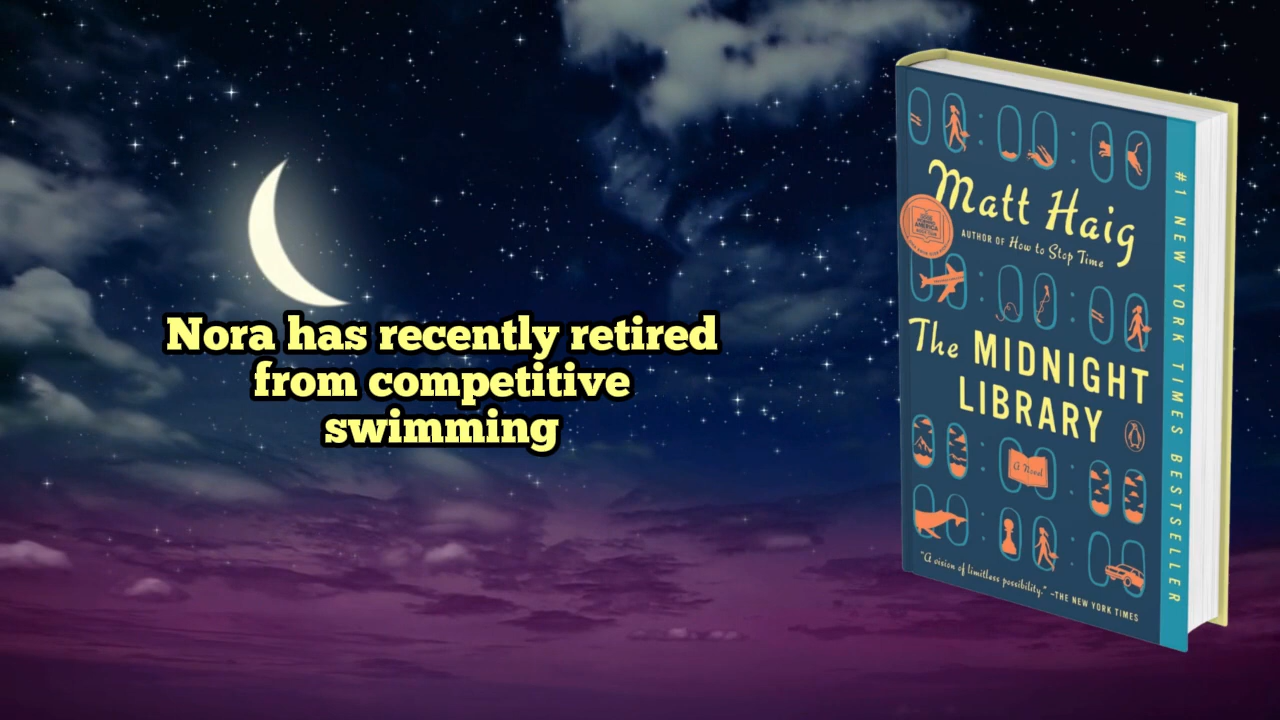 Nora has recently retired
from competitive
swimming
Matt Haig
AUTHOR OF How to Stop Time
The MIDNIGHT
LIBRARY
A Novel
"A vision of limitless possibility." –THE NEW YORK TIMES
#1 NEW YORK TIMES BESTSELLER